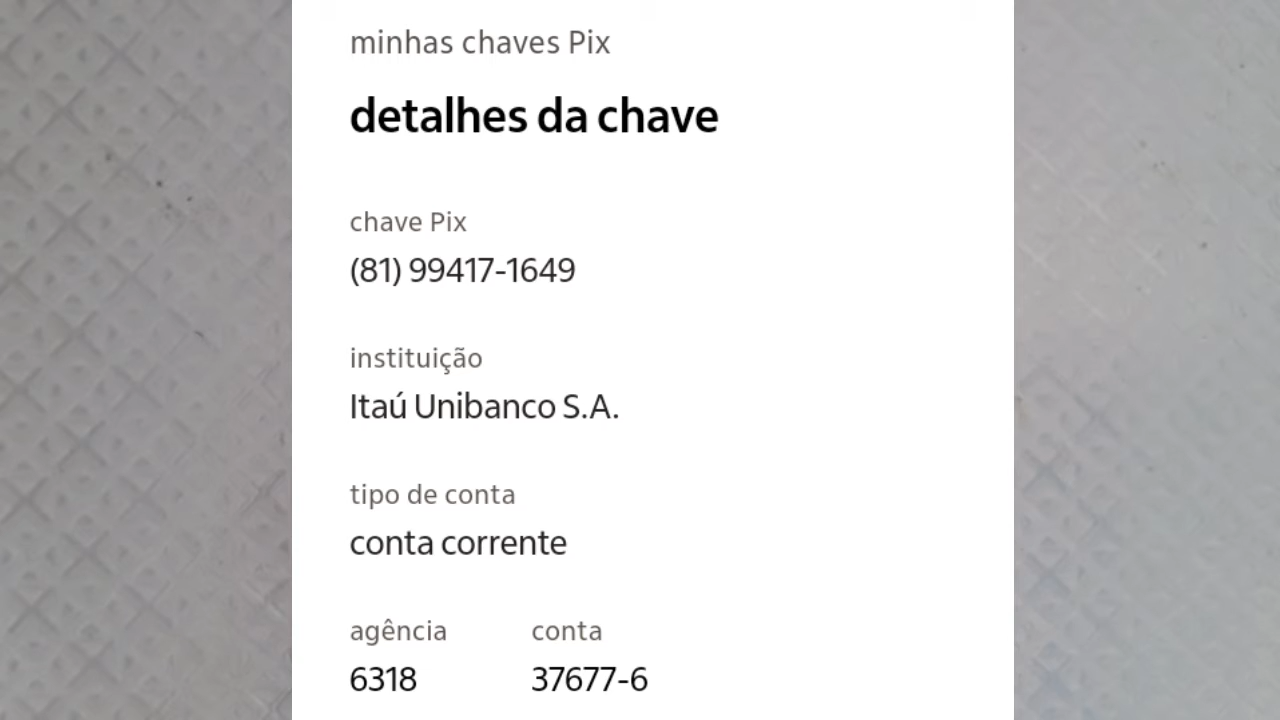 minhas chaves Pix
detalhes da chave
chave Pix
(81) 99417-1649
instituição
Itaú Unibanco S.A.
tipo de conta
conta corrente
agência conta
6318 37677-6